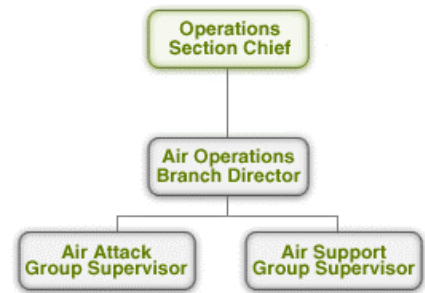 Operations
Section Chief
Air Operations
Branch Director
Air Attack
Group Supervisor
Air Support
Group Supervisor